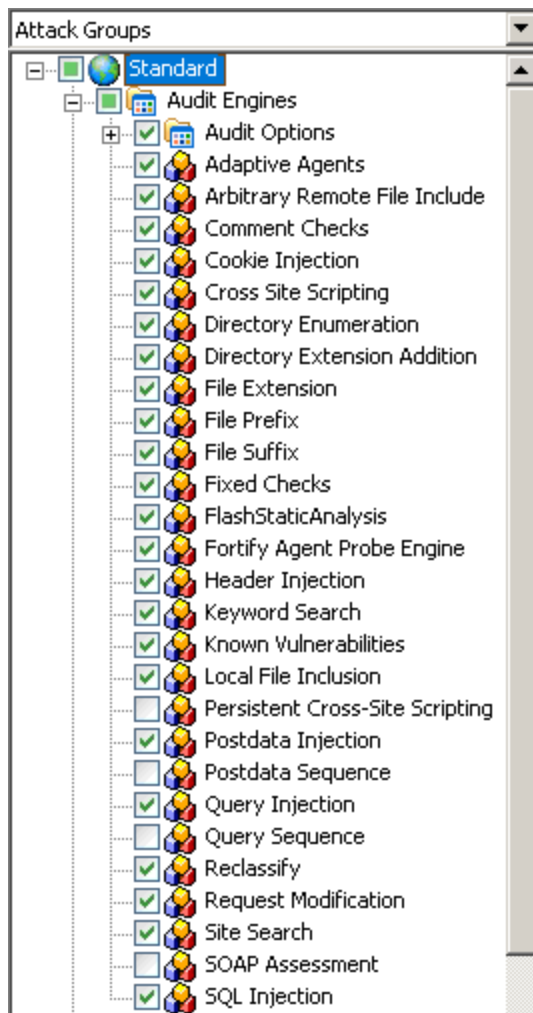 Attack Groups
Standard
Audit Engines
Audit Options
Adaptive Agents
Arbitrary Remote File Include
Comment Checks
Cookie Injection
Cross Site Scripting
Directory Enumeration
Directory Extension Addition
File Extension
File Prefix
File Suffix
Fixed Checks
FlashStaticAnalysis
Fortify Agent Probe Engine
Header Injection
Keyword Search
Known Vulnerabilities
Local File Inclusion
Persistent Cross-Site Scripting
Postdata Injection
Postdata Sequence
Query Injection
Query Sequence
Reclassify
Request Modification
Site Search
SOAP Assessment
SQL Injection